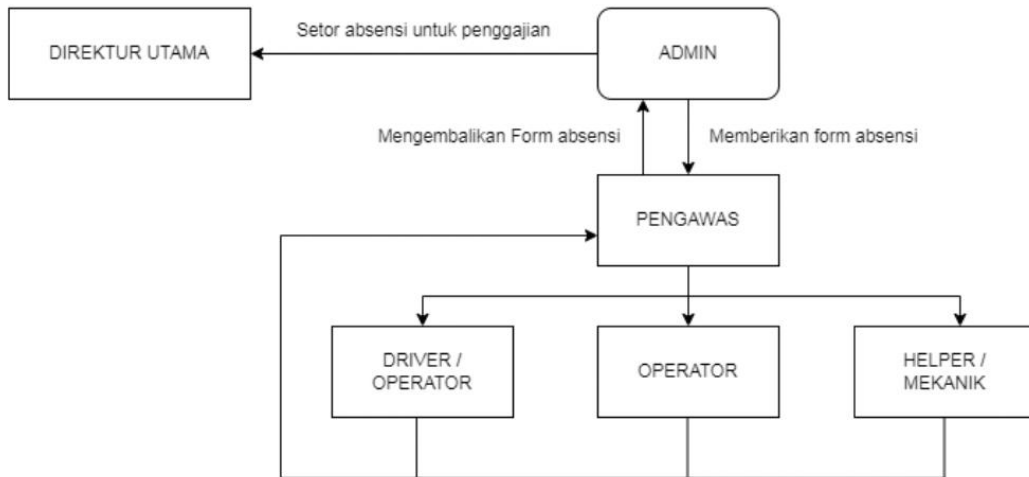 Setor absensi untuk penggajian
DIREKTUR UTAMA
ADMIN
Mengembalikan Form absensi
Memberikan form absensi
PENGAWAS
DRIVER /
OPERATOR
OPERATOR
HELPER /
MEKANIK